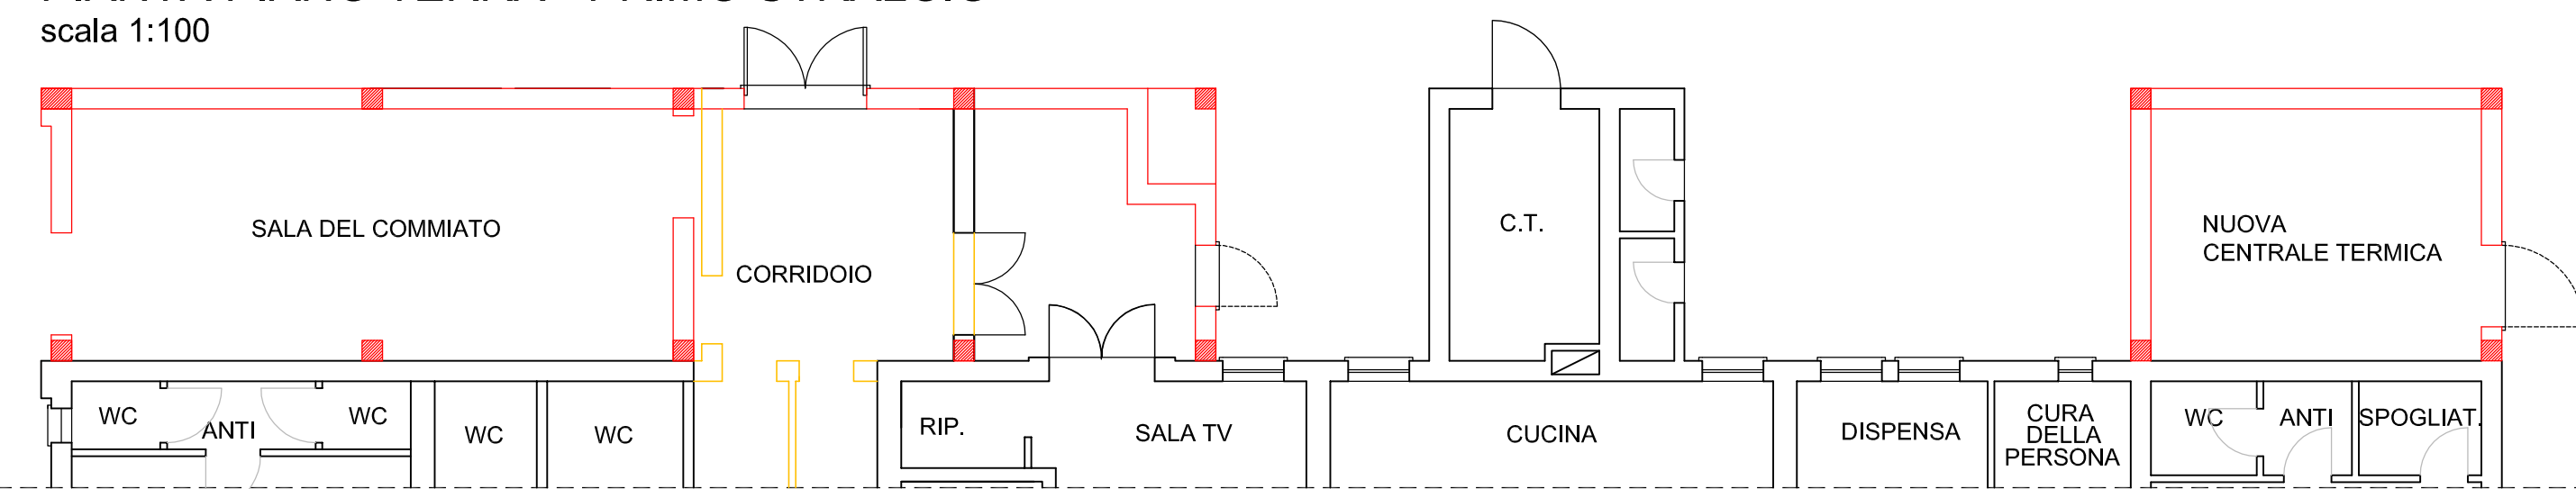 scala 1:100
SALA DEL COMMIATO
CORRIDOIO
C.T.
NUOVA
CENTRALE TERMICA
WC
ANTI
WC
WC
WC
RIP.
SALA TV
CUCINA
DISPENSA
CURA
DELLA
PERSONA
WC
ANTI
SPOGLIAT.